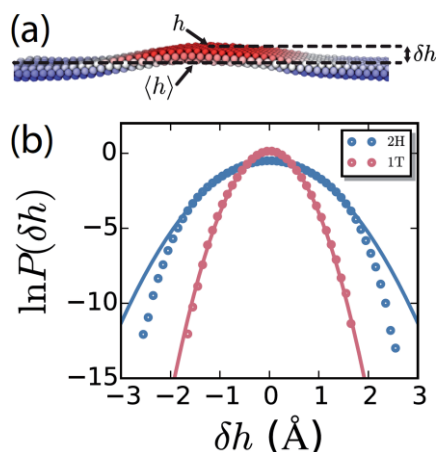 (a)
h
δh
⟨h⟩
(b)
2H
1T
0
−5
−10
−15
lnP(δh)
−3 −2 −1 0 1 2 3
δh (Å)